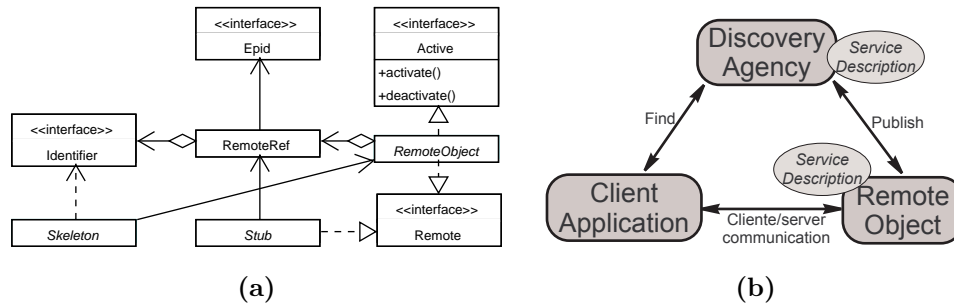 <<interface>>
Epid
<<interface>>
Active
+activate()
+deactivate()
<<interface>>
Identifier
RemoteRef
RemoteObject
Skeleton
Stub
<<interface>>
Remote
(a)
Discovery
Agency
Service
Description
Find
Publish
Service
Description
Client
Application
Remote
Object
Cliente/server
communication
(b)